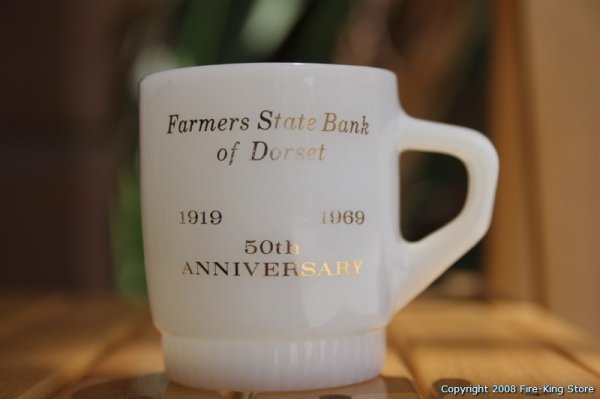 Farmers State Bank
of Dorset
1919 1969
50th
ANNIVERSARY
Copyright 2008 Fire-King Store